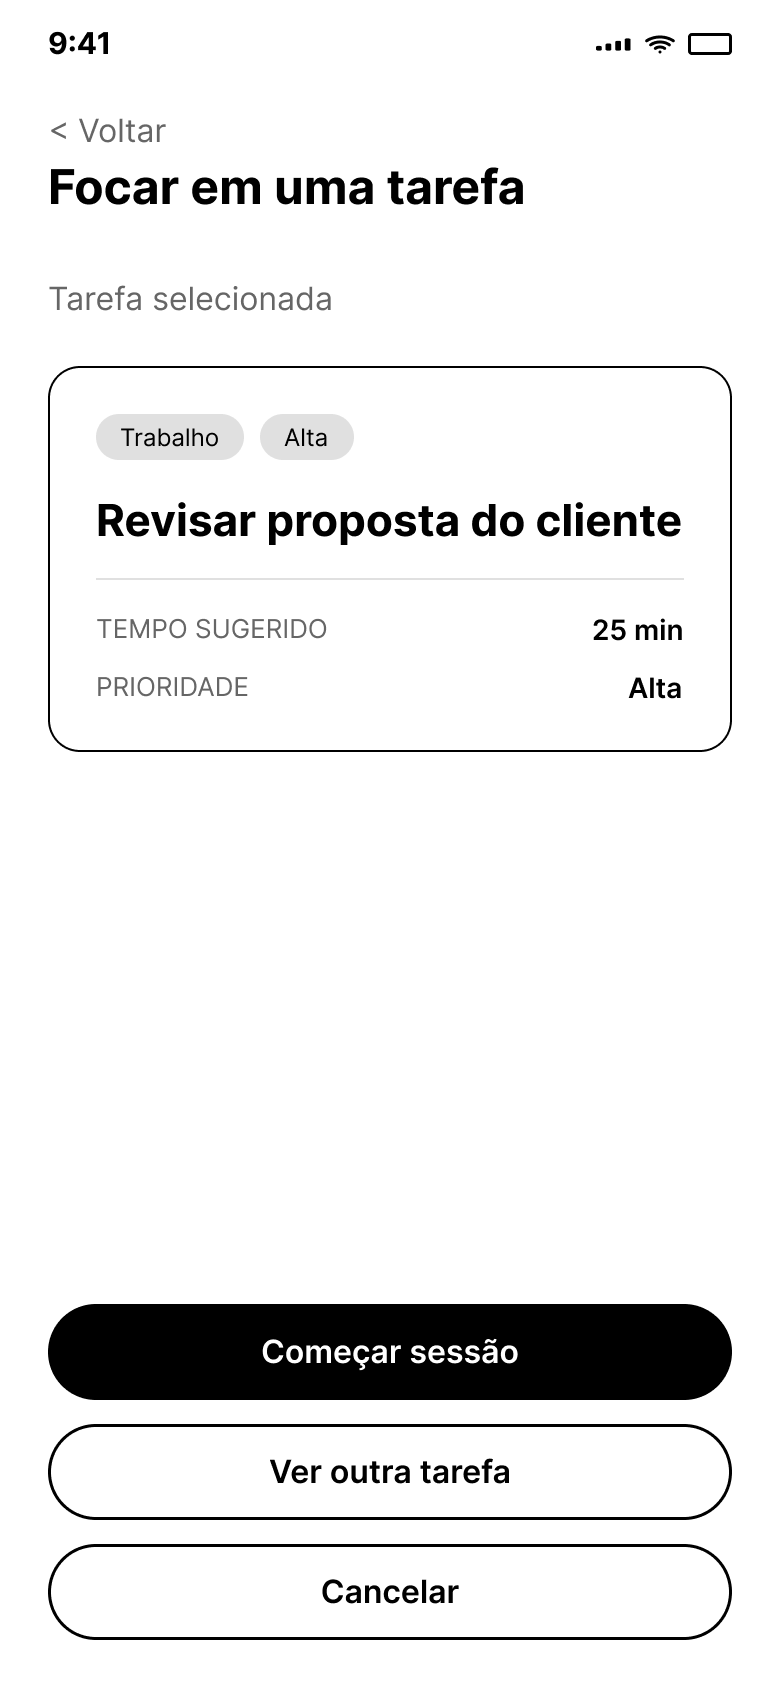 9:41
< Voltar
Focar em uma tarefa
Tarefa selecionada
Trabalho Alta
Revisar proposta do cliente
TEMPO SUGERIDO 25 min
PRIORIDADE Alta
Começar sessão
Ver outra tarefa
Cancelar